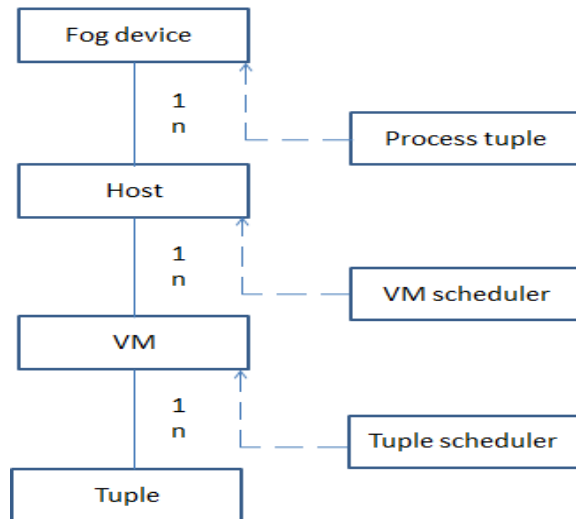 Fog device
1
n
Process tuple
Host
1
n
VM scheduler
VM
1
n
Tuple scheduler
Tuple